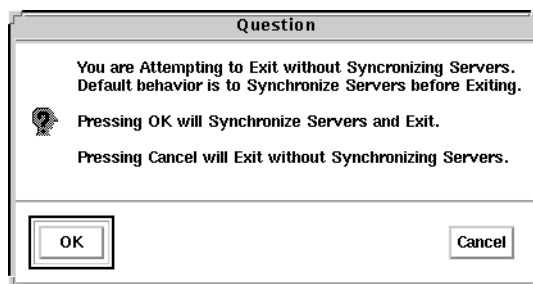 Question
You are Attempting to Exit without Syncronizing Servers.
Default behavior is to Synchronize Servers before Exiting.
Pressing OK will Synchronize Servers and Exit.
Pressing Cancel will Exit without Synchronizing Servers.
OK
Cancel